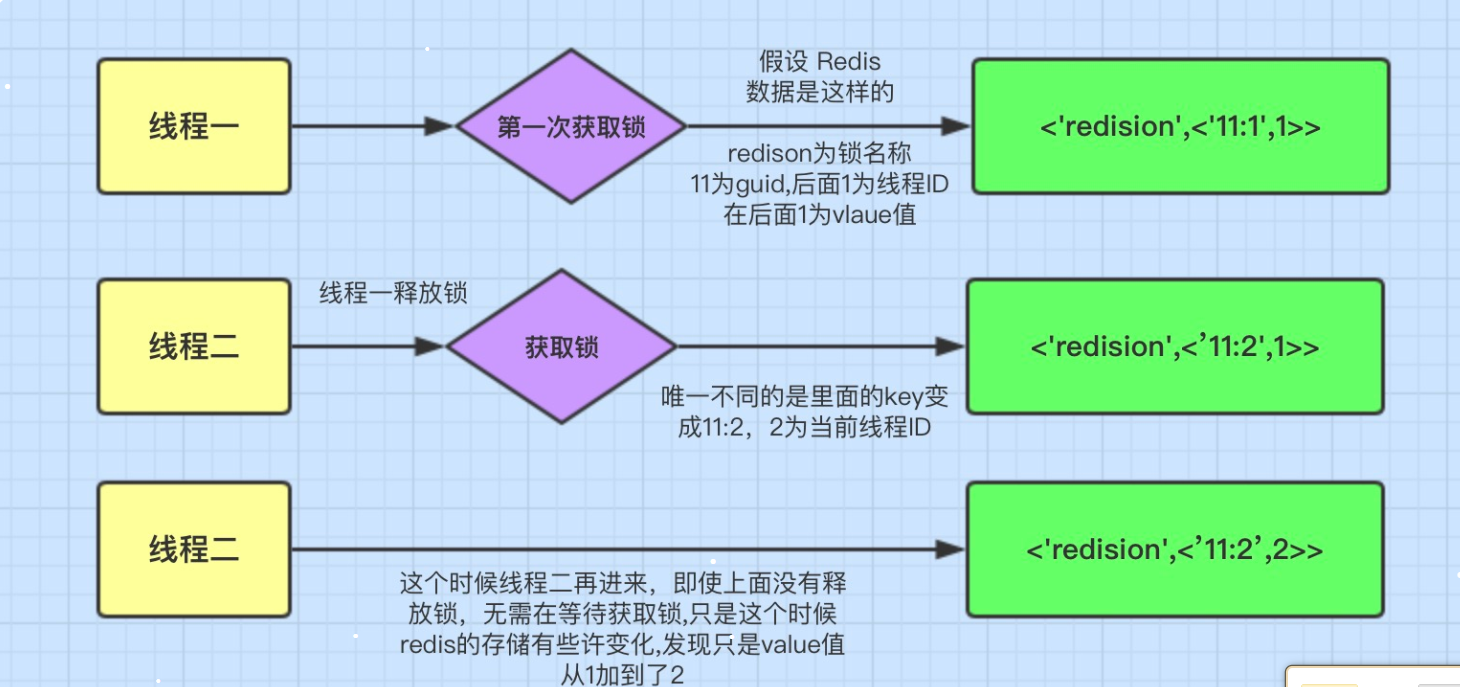 线程一
第一次获取锁
假设 Redis
数据是这样的
redison为锁名称
11为guid,后面1为线程ID
在后面1为vlaue值
<'redision',<'11:1',1>>
线程二
线程一释放锁
获取锁
唯一不同的是里面的key变
成11:2，2为当前线程ID
<'redision',<’11:2',1>>
线程二
这个时候线程二再进来，即使上面没有释
放锁，无需在等待获取锁,只是这个时候
redis的存储有些许变化,发现只是value值
从1加到了2
<'redision',<’11:2’,2>>